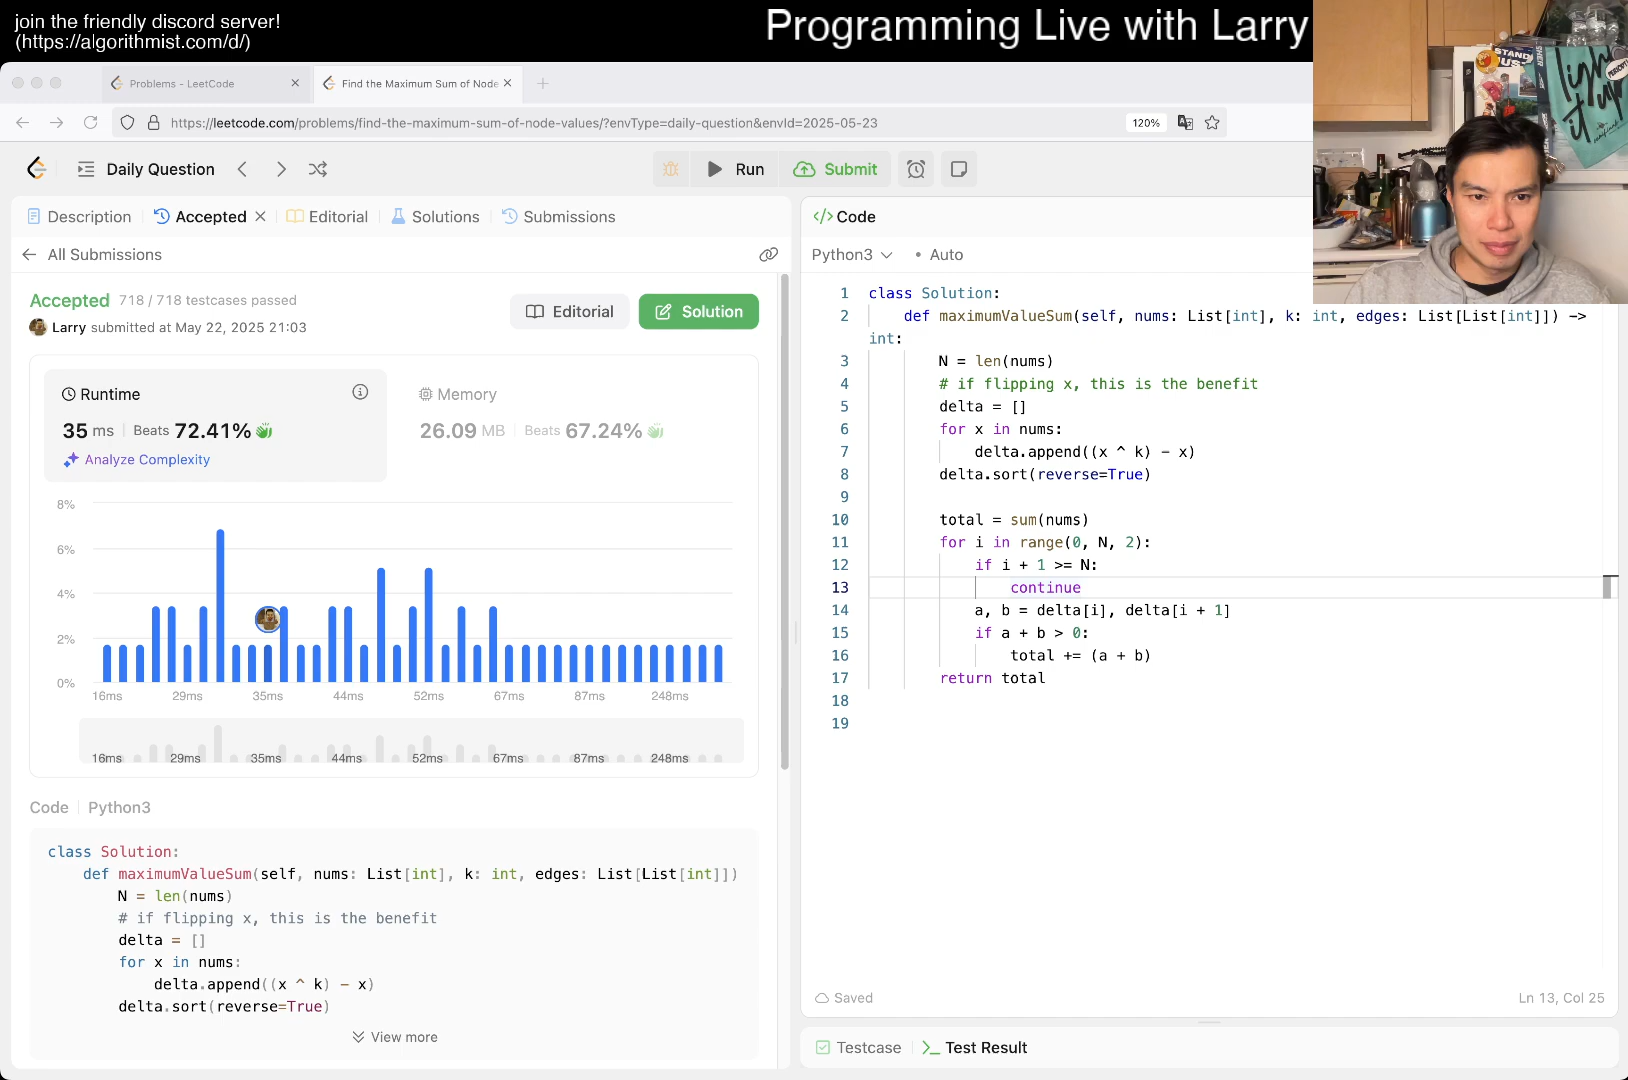 join the friendly discord server!
(https://algorithmist.com/d/)
Programming Live with Larry
Problems - LeetCode
Find the Maximum Sum of Node
https://leetcode.com/problems/find-the-maximum-sum-of-node-values/?envType=daily-question&envId=2025-05-23
120%
Daily Question
Run
Submit
Description
Accepted
Editorial
Solutions
Submissions
All Submissions
Accepted 718 / 718 testcases passed
Larry submitted at May 22, 2025 21:03
Editorial
Solution
Runtime
35 ms | Beats 72.41%
Analyze Complexity
Memory
26.09 MB | Beats 67.24%
8%
6%
4%
2%
0%
16ms 29ms 35ms 44ms 52ms 67ms 87ms 248ms
16ms 29ms 35ms 44ms 52ms 67ms 87ms 248ms
Code | Python3
class Solution:
    def maximumValueSum(self, nums: List[int], k: int, edges: List[List[int]])
        N = len(nums)
        # if flipping x, this is the benefit
        delta = []
        for x in nums:
            delta.append((x ^ k) - x)
        delta.sort(reverse=True)
View more
</> Code
Python3 • Auto
1 class Solution:
2     def maximumValueSum(self, nums: List[int], k: int, edges: List[List[int]]) ->
int:
3         N = len(nums)
4         # if flipping x, this is the benefit
5         delta = []
6         for x in nums:
7             delta.append((x ^ k) - x)
8         delta.sort(reverse=True)
9
10         total = sum(nums)
11         for i in range(0, N, 2):
12             if i + 1 >= N:
13                 continue
14             a, b = delta[i], delta[i + 1]
15             if a + b > 0:
16                 total += (a + b)
17         return total
18
19
Saved
Ln 13, Col 25
Testcase
Test Result